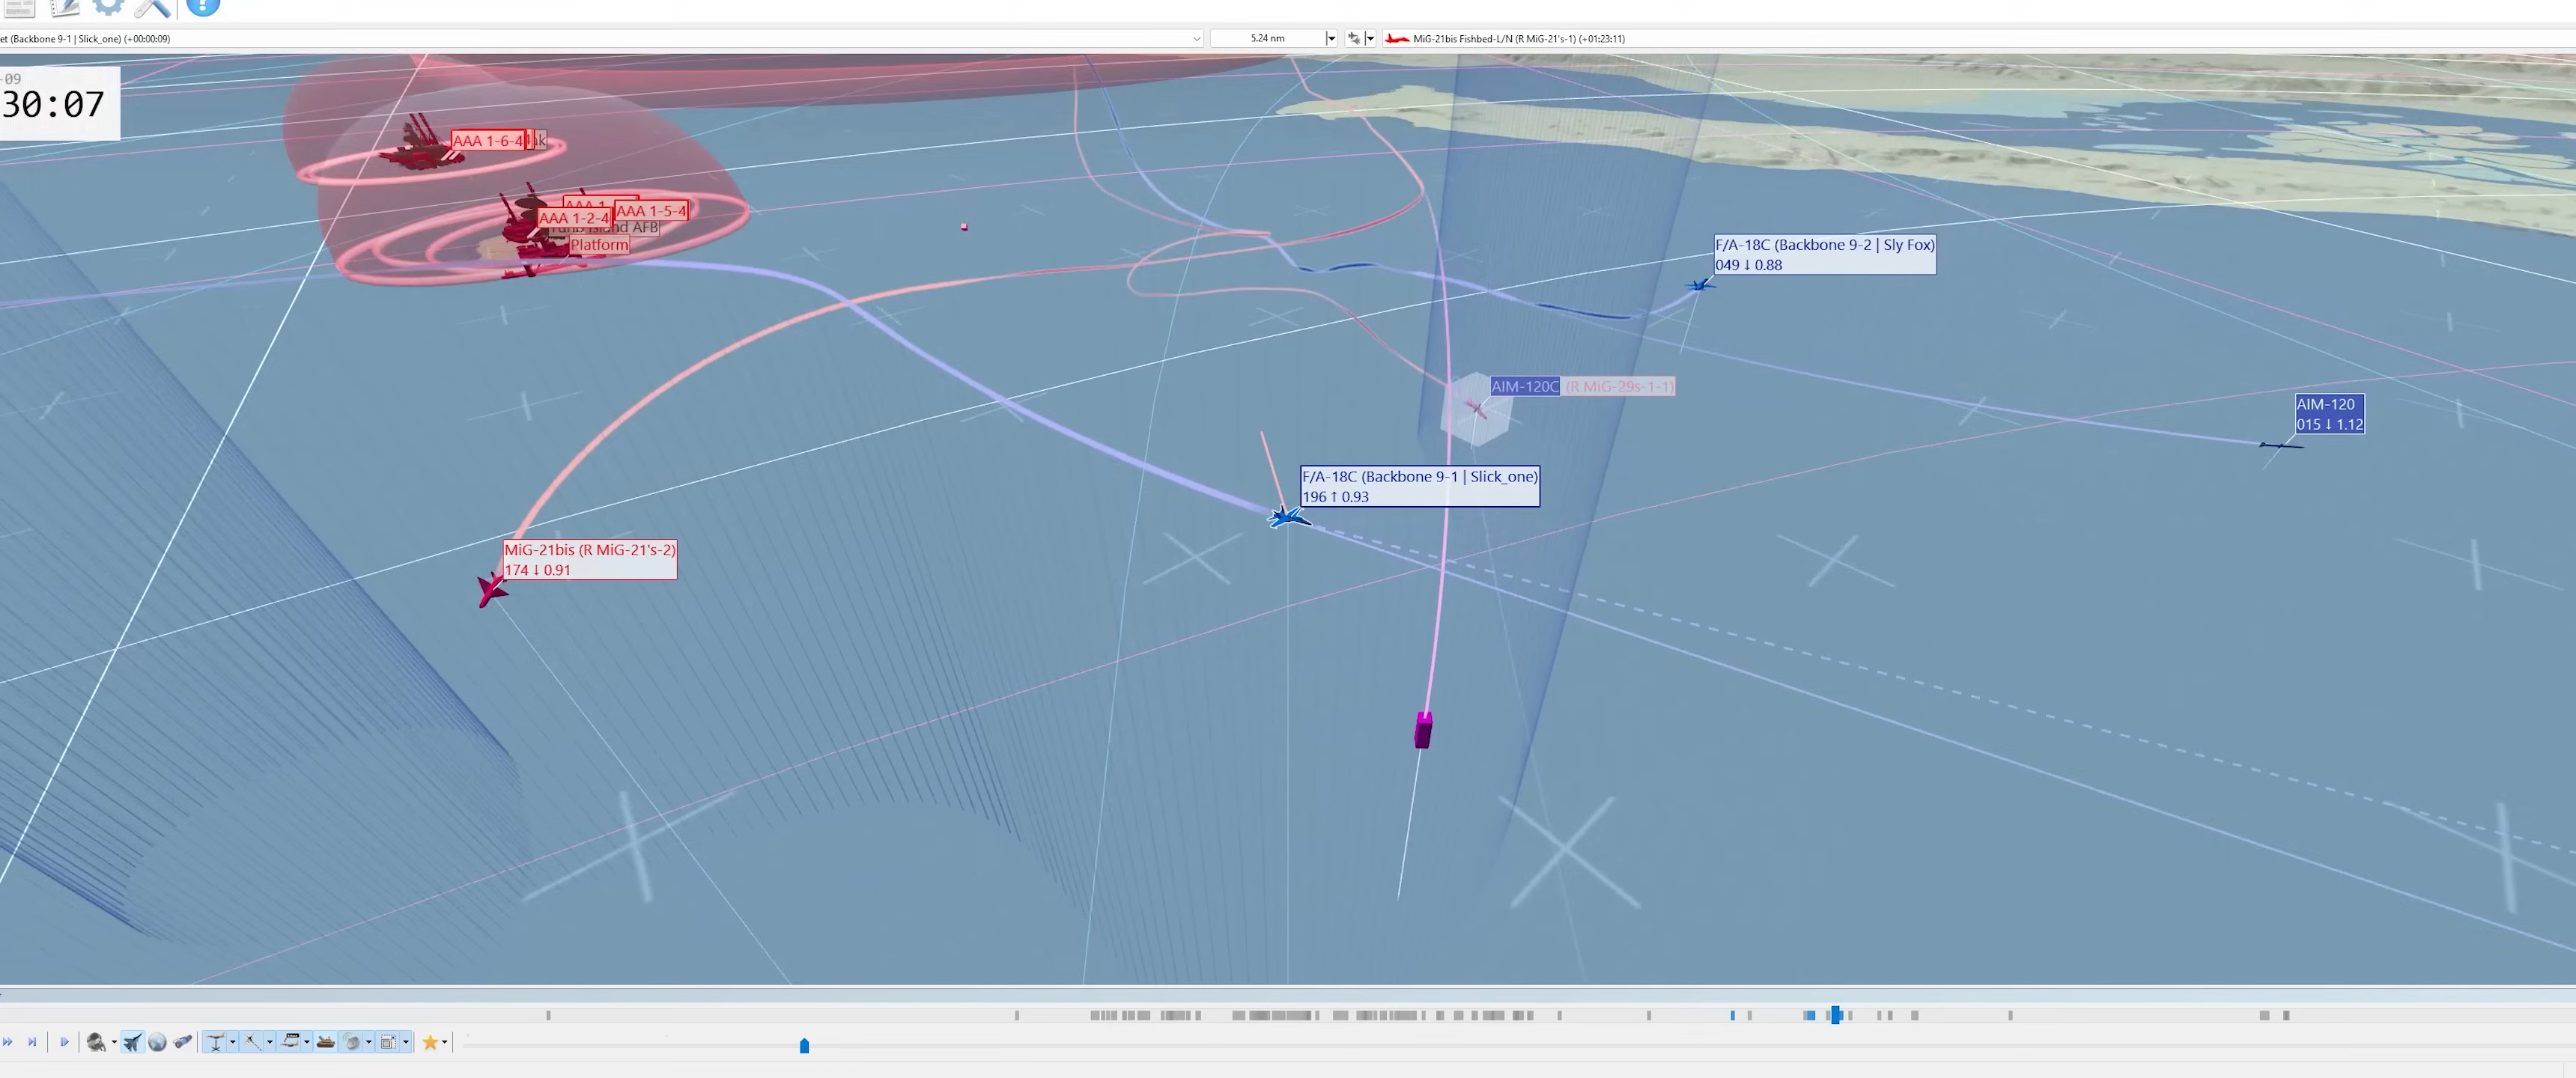 et (Backbone 9-1 | Slick_one) (+00:00:09)
5.24 nm
MiG-21bis Fishbed-L/N (R MiG-21's-1) (+01:23:11)
-09
30:07
AAA 1-6-4
AAA 1-2-4
AAA 1-5-4
Island AFB
Platform
F/A-18C (Backbone 9-2 | Sly Fox)
049 ↓ 0.88
AIM-120C (R MiG-29s-1-1)
AIM-120
015 ↓ 1.12
F/A-18C (Backbone 9-1 | Slick_one)
196 ↑ 0.93
MiG-21bis (R MiG-21's-2)
174 ↓ 0.91